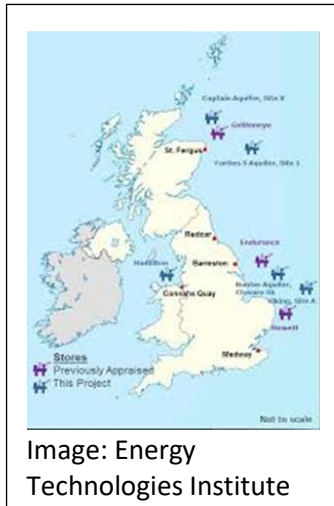 Captain Aquifer, Site X
Goldeneye
St. Fergus
Forties 5 Aquifer, Site 1
Redcar
Endurance
Hamilton
Barmston
Bunter Aquifer,
Closure 36
Connahs Quay
Viking, Site A
Hewett
Medway
Stores
Previously Appraised
This Project
Not to scale
Image: Energy
Technologies Institute